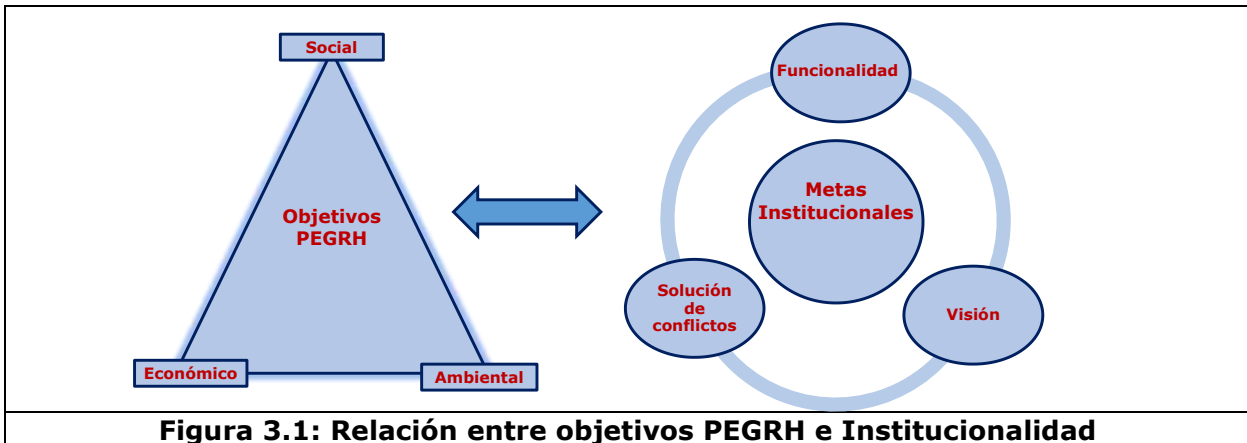 Social
Objetivos
PEGRH
Económico
Ambiental
Funcionalidad
Metas
Institucionales
Solución
de
conflictos
Visión
Figura 3.1: Relación entre objetivos PEGRH e Institucionalidad